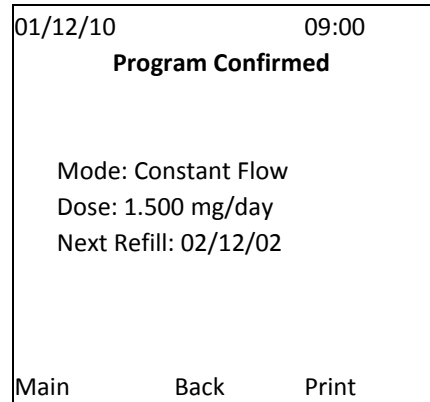 01/12/10 09:00
Program Confirmed
Mode: Constant Flow
Dose: 1.500 mg/day
Next Refill: 02/12/02
Main Back Print